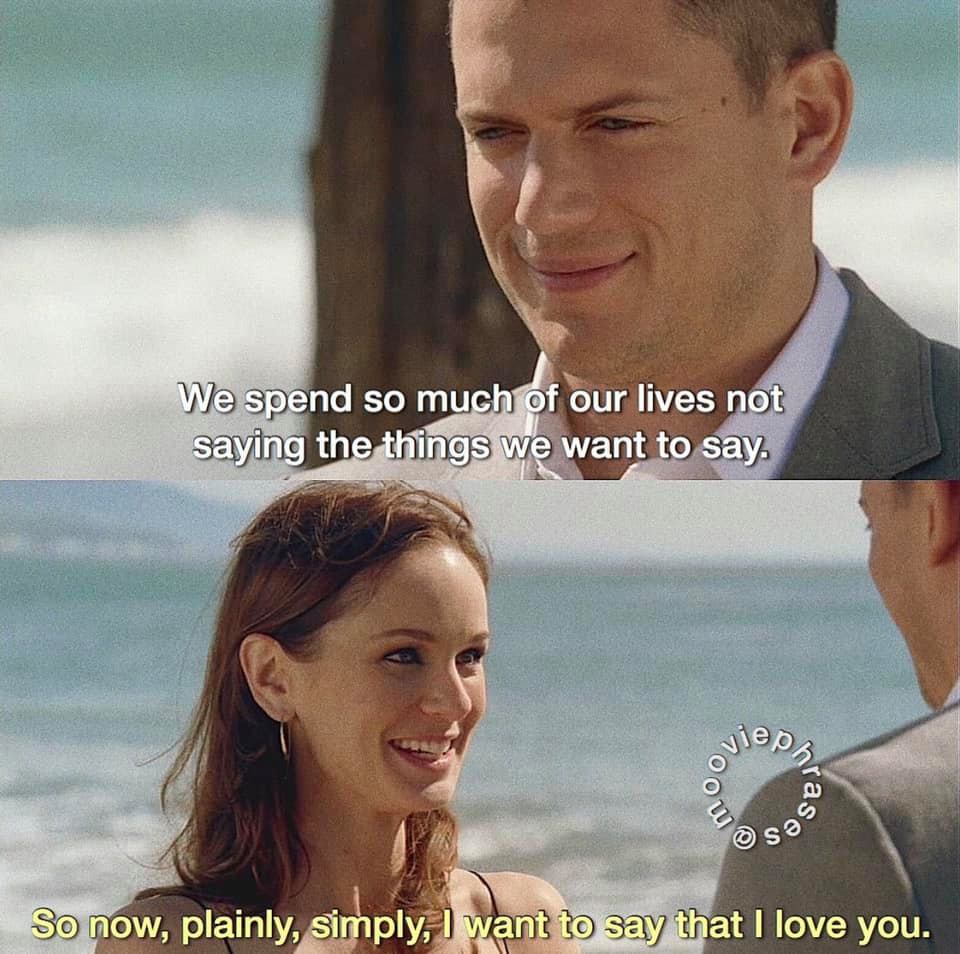 We spend so much of our lives not
saying the things we want to say.
@mooviephrases
So now, plainly, simply, I want to say that I love you.